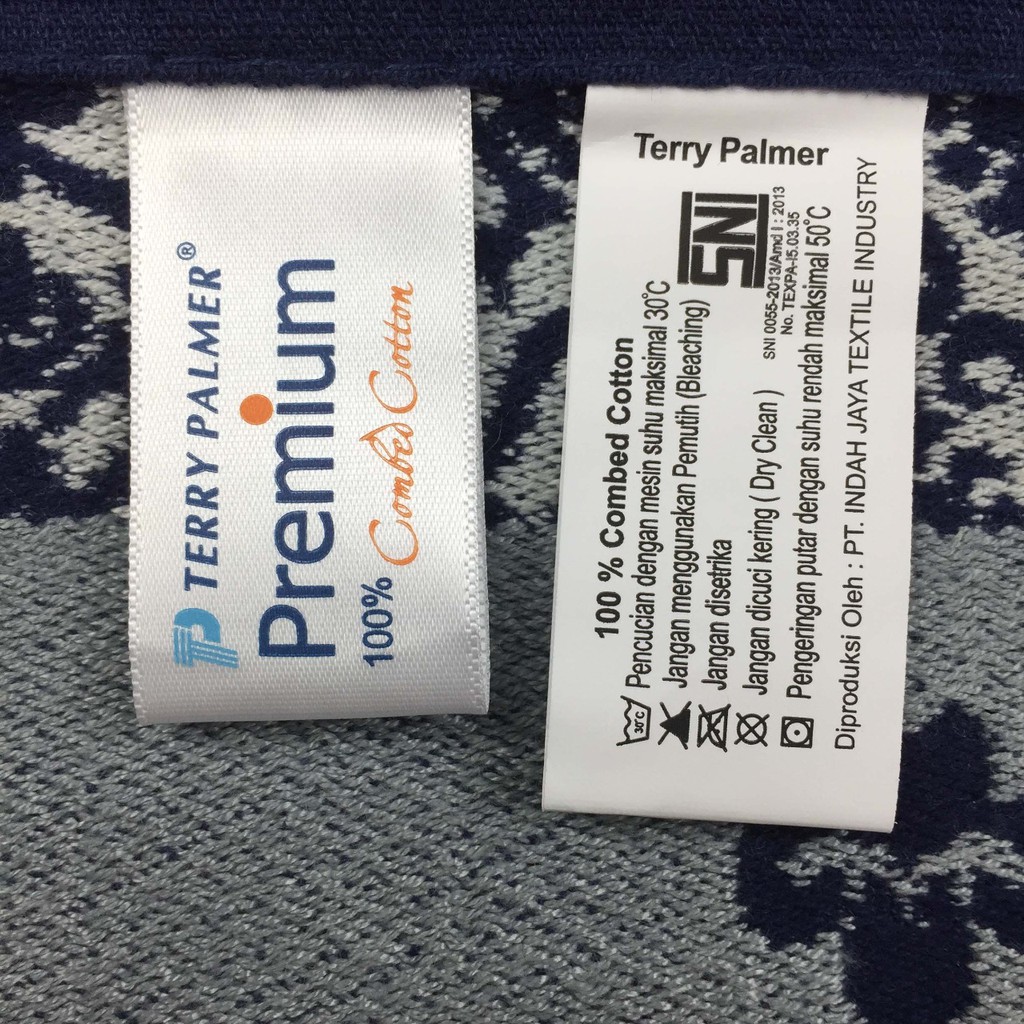 TERRY PALMER®
Premium
100% Combed Cotton
Terry Palmer
SNI
SNI 0055-2013/Amd I : 2013
No. TEXPA-I5.03.35
100 % Combed Cotton
30°C Pencucian dengan mesin suhu maksimal 30°C
Jangan menggunakan Pemutih (Bleaching)
Jangan disetrika
Jangan dicuci kering ( Dry Clean )
Pengeringan putar dengan suhu rendah maksimal 50°C
Diproduksi Oleh : PT. INDAH JAYA TEXTILE INDUSTRY